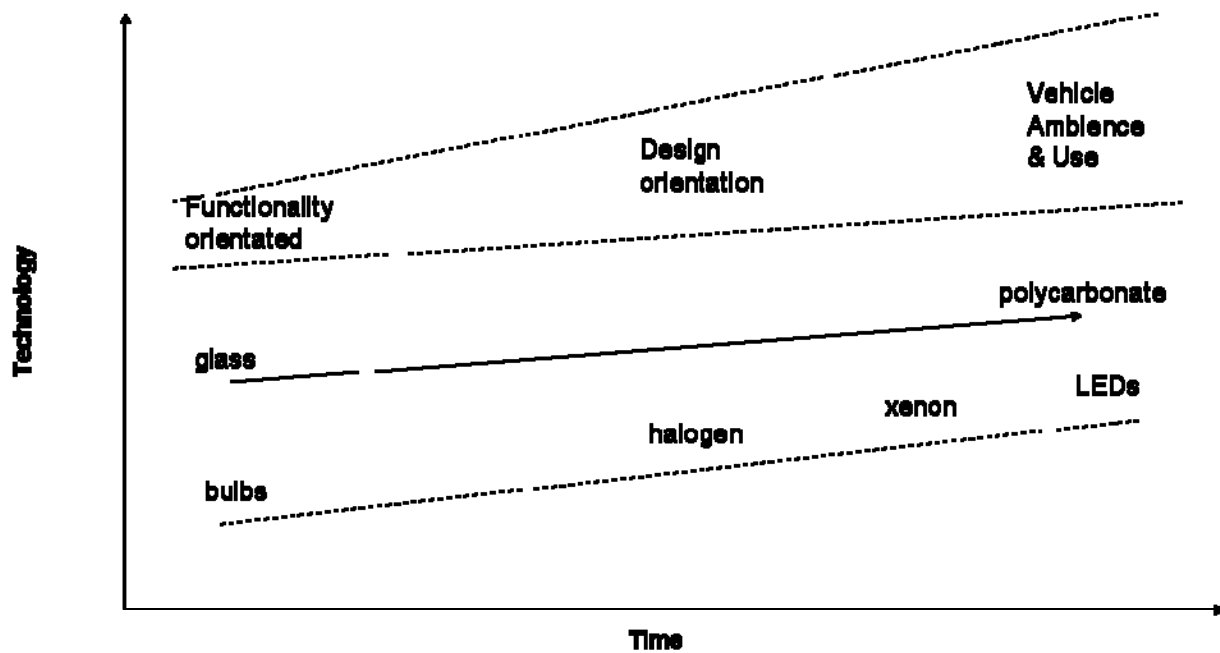 Vehicle
Ambience
& Use
Design
orientation
Functionality
orientated
polycarbonate
glass
LEDs
xenon
halogen
bulbs
Technology
Time